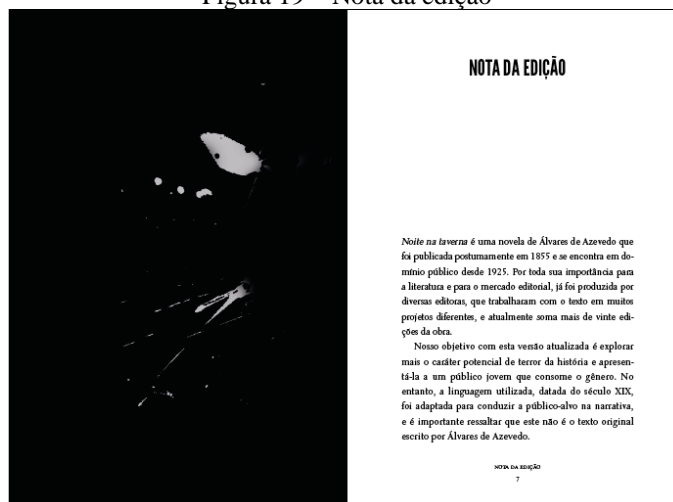 Figura 19 – Nota da edição
NOTA DA EDIÇÃO
Noite na taverna é uma novela de Álvares de Azevedo que
foi publicada postumamente em 1855 e se encontra em do-
mínio público desde 1925. Por toda sua importância para
a literatura e para o mercado editorial, já foi produzida por
diversas editoras, que trabalharam com o texto em muitos
projetos diferentes, e atualmente soma mais de vinte edi-
ções da obra.
Nosso objetivo com esta versão atualizada é explorar
mais o caráter potencial de terror da história e apresen-
tá-la a um público jovem que consome o gênero. No
entanto, a linguagem utilizada, datada do século XIX,
foi adaptada para conduzir a público-alvo na narrativa,
e é importante ressaltar que este não é o texto original
escrito por Álvares de Azevedo.
NOTA DA EDIÇÃO
7